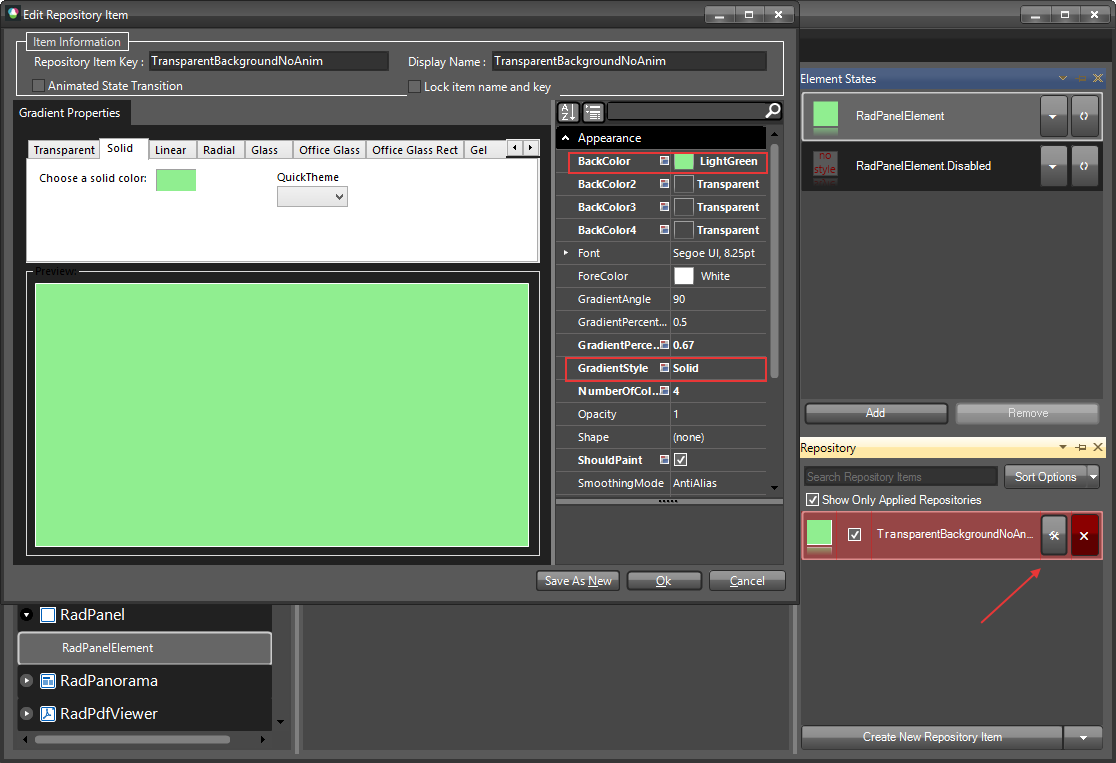 Edit Repository Item
Item Information
Repository Item Key : TransparentBackgroundNoAnim Display Name : TransparentBackgroundNoAnim
Animated State Transition Lock item name and key
Gradient Properties
Transparent Solid Linear Radial Glass Office Glass Office Glass Rect Gel
Choose a solid color: QuickTheme
Preview:
A Z
Appearance
BackColor LightGreen
BackColor2 Transparent
BackColor3 Transparent
BackColor4 Transparent
Font Segoe UI, 8.25pt
ForeColor White
GradientAngle 90
GradientPercent... 0.5
GradientPerce... 0.67
GradientStyle Solid
NumberOfCol... 4
Opacity 1
Shape (none)
ShouldPaint
SmoothingMode AntiAlias
Save As New Ok Cancel
Element States
RadPanelElement
no style RadPanelElement.Disabled
Add Remove
Repository
Search Repository Items Sort Options
Show Only Applied Repositories
TransparentBackgroundNoAn...
Create New Repository Item
RadPanel
RadPanelElement
RadPanorama
RadPdfViewer